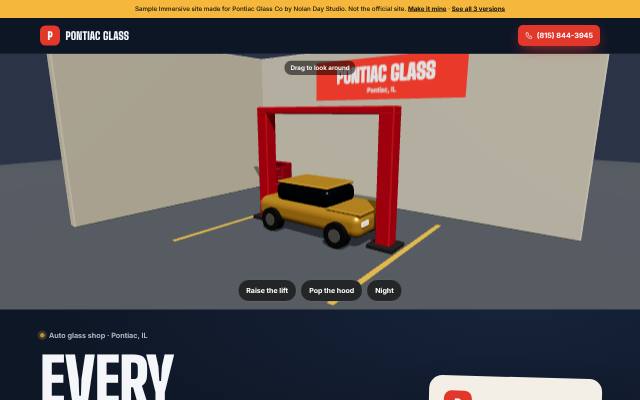 Sample Immersive site made for Pontiac Glass Co by Nolan Day Studio. Not the official site. Make it mine · See all 3 versions
P PONTIAC GLASS
(815) 844-3945
Drag to look around
PONTIAC GLASS
Pontiac, IL
Raise the lift
Pop the hood
Night
Auto glass shop · Pontiac, IL
EVERY